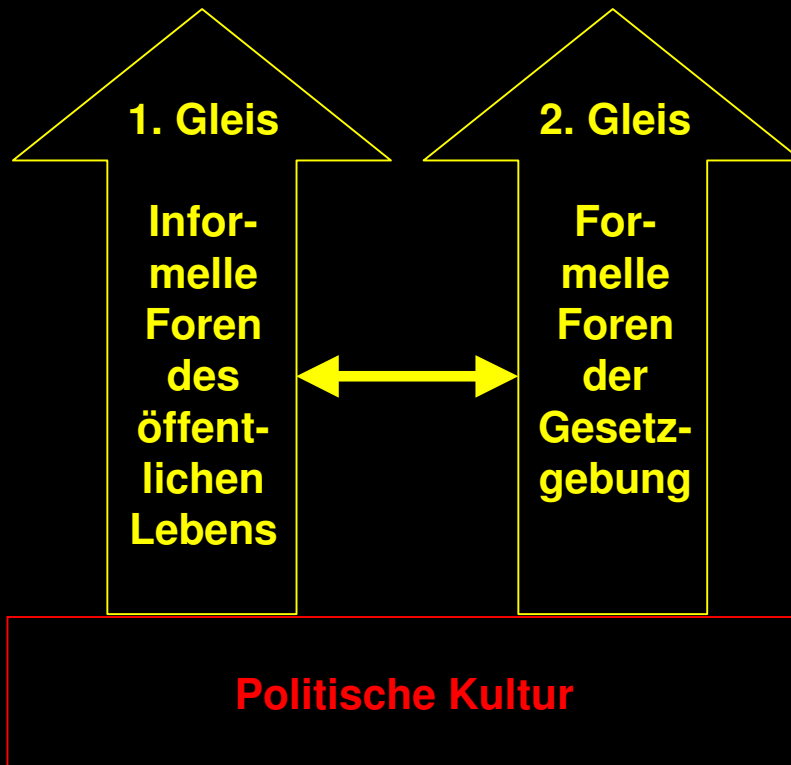 1. Gleis
Infor-
melle
Foren
des
öffent-
lichen
Lebens
2. Gleis
For-
melle
Foren
der
Gesetz-
gebung
Politische Kultur